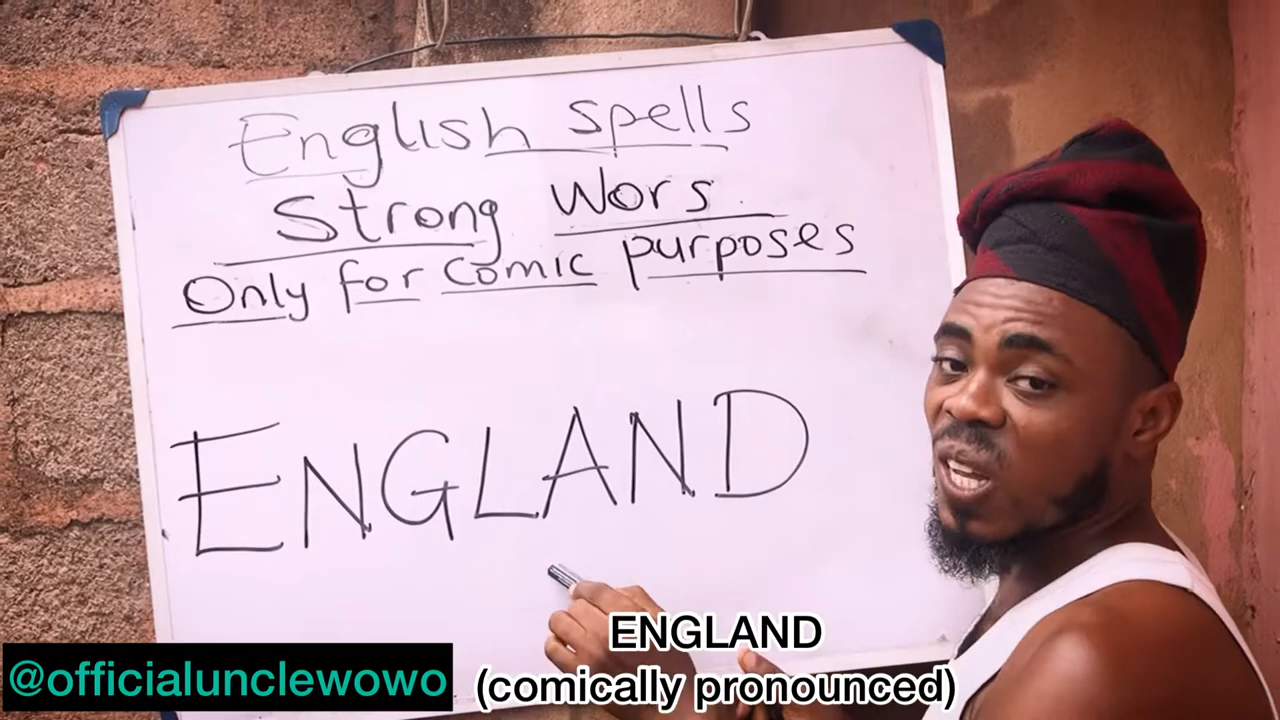 English spells
Strong Wors
Only for comic purposes
ENGLAND
ENGLAND
@officialunclewowo
(comically pronounced)